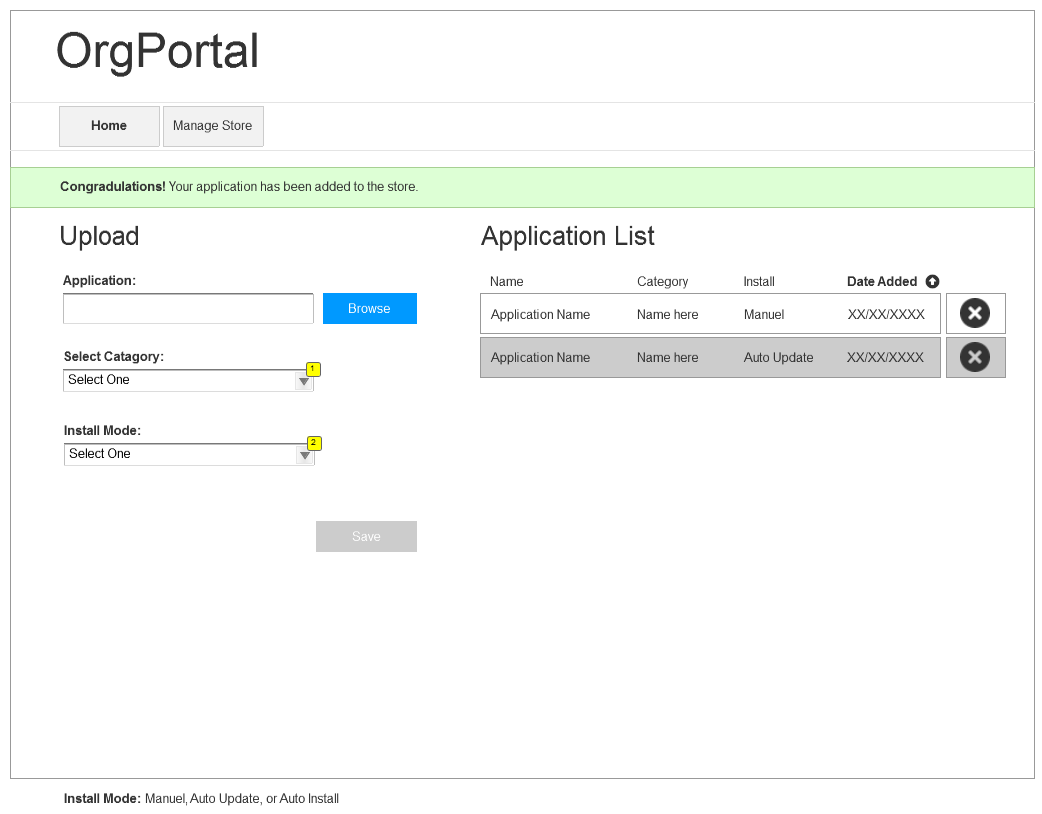 OrgPortal
Home Manage Store
Congradulations! Your application has been added to the store.
Upload
Application:
Browse
Select Catagory:
1
Select One
Install Mode:
2
Select One
Save
Application List
Name Category Install Date Added
Application Name Name here Manuel XX/XX/XXXX
Application Name Name here Auto Update XX/XX/XXXX
Install Mode: Manuel, Auto Update, or Auto Install